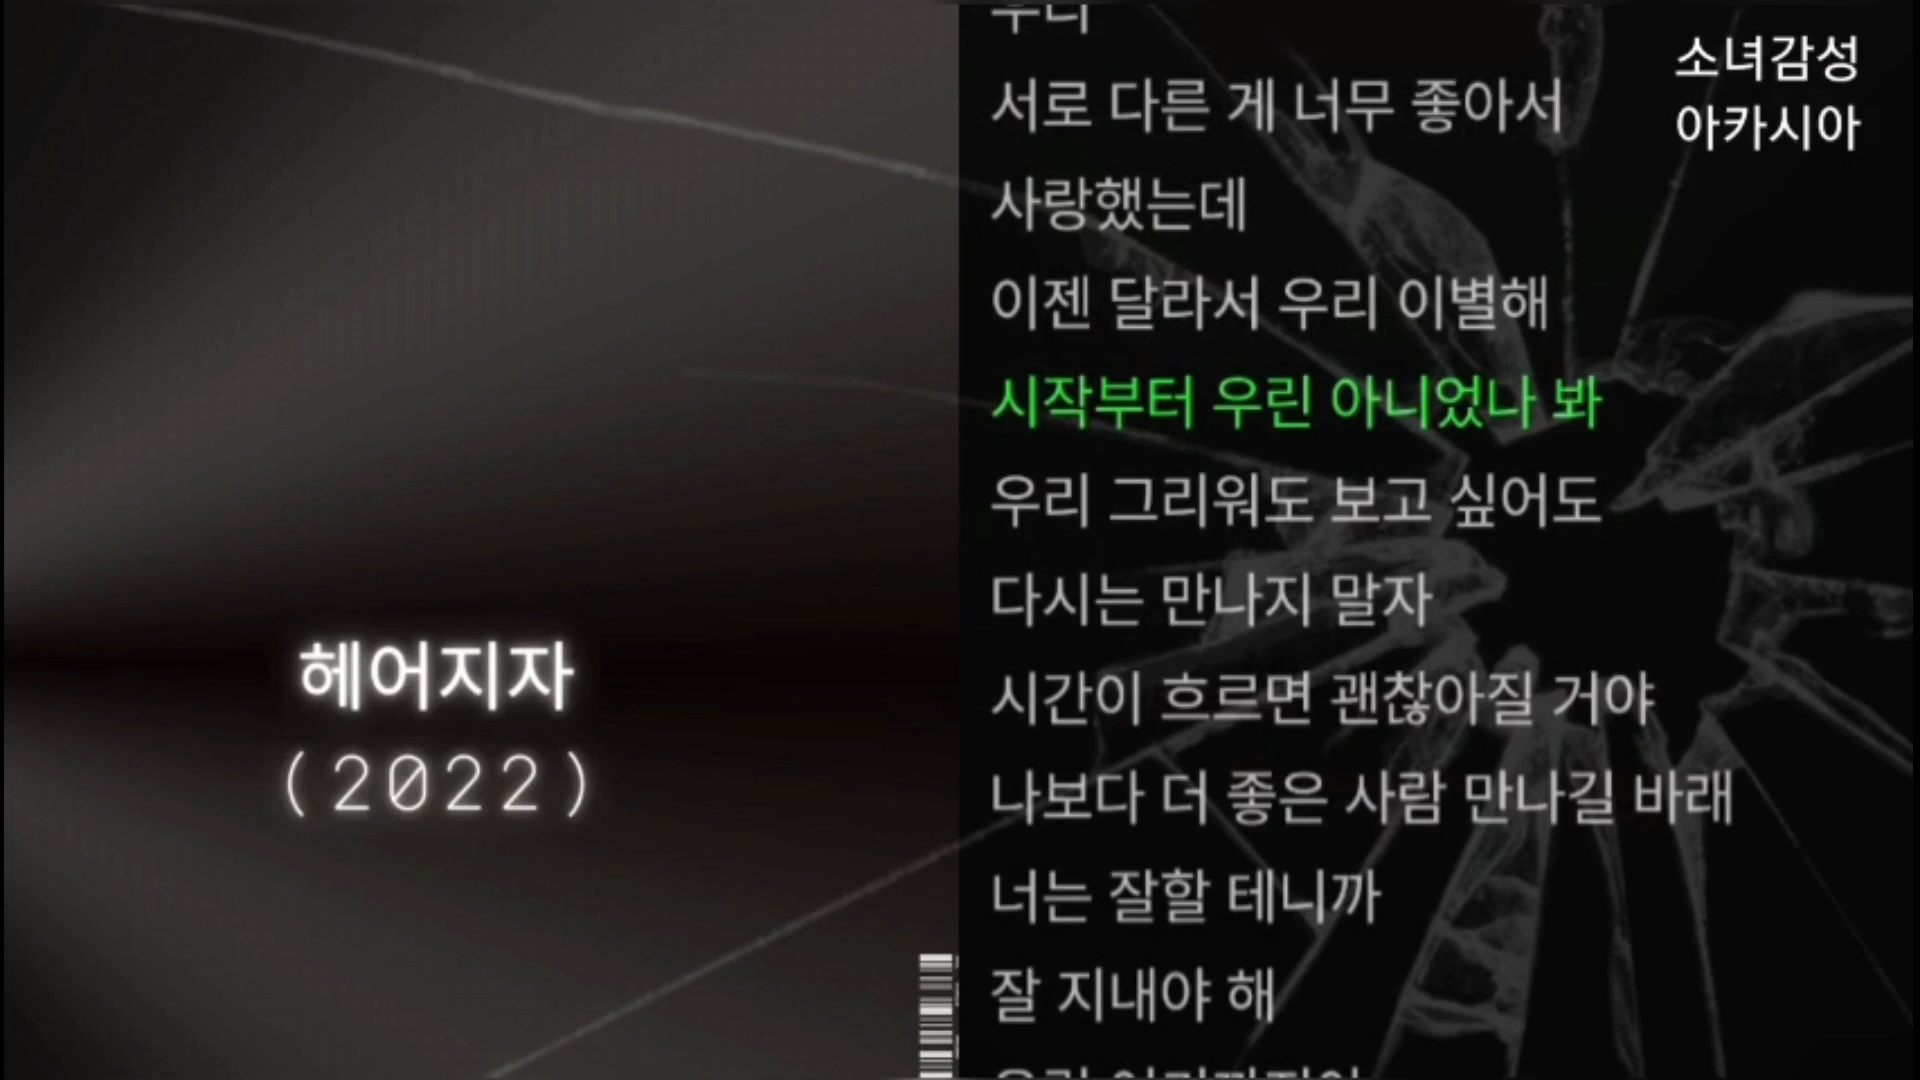 헤어지자
(2022)
소녀감성
아카시아
우리
서로 다른 게 너무 좋아서
사랑했는데
이젠 달라서 우리 이별해
시작부터 우린 아니었나 봐
우리 그리워도 보고 싶어도
다시는 만나지 말자
시간이 흐르면 괜찮아질 거야
나보다 더 좋은 사람 만나길 바래
너는 잘할 테니까
잘 지내야 해